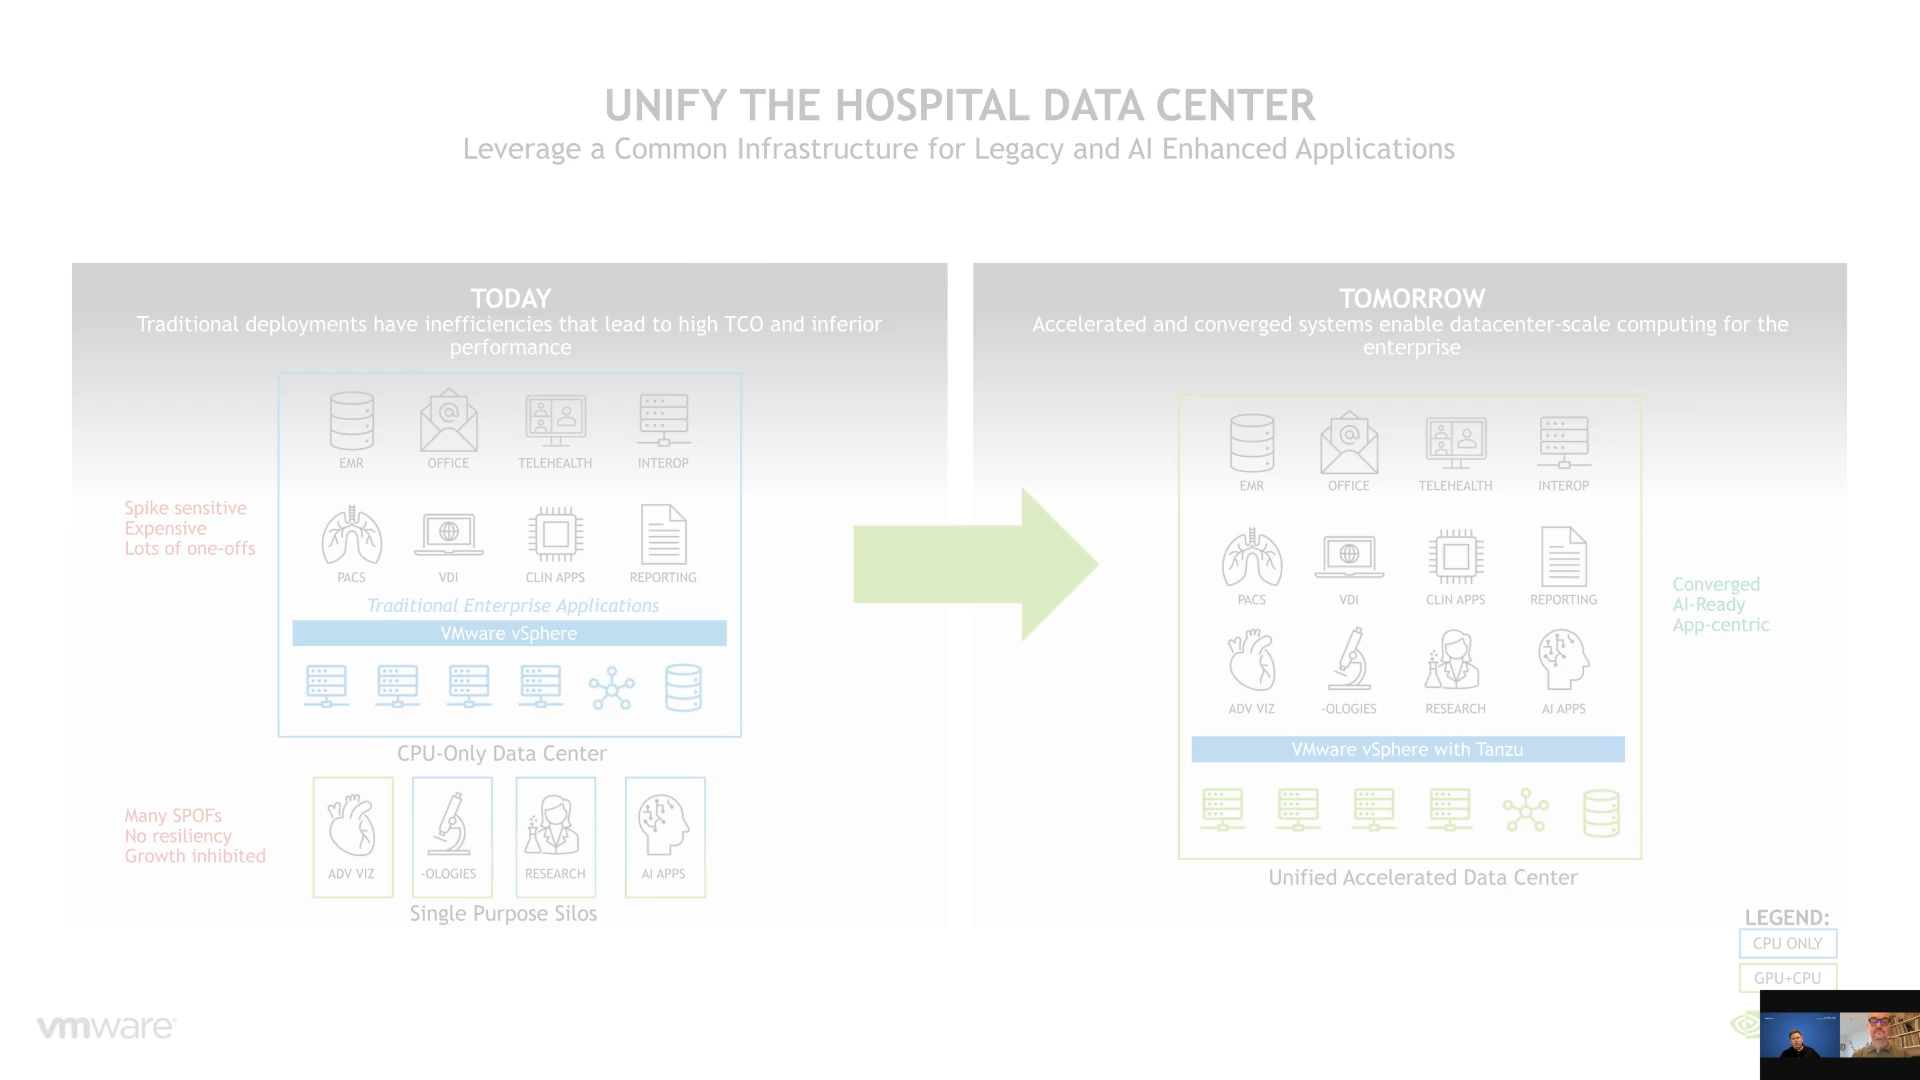 UNIFY THE HOSPITAL DATA CENTER
Leverage a Common Infrastructure for Legacy and AI Enhanced Applications
TODAY
Traditional deployments have inefficiencies that lead to high TCO and inferior
performance
EMR
OFFICE
TELEHEALTH
INTEROP
Spike sensitive
Expensive
Lots of one-offs
PACS
VDI
CLIN APPS
REPORTING
Traditional Enterprise Applications
VMware vSphere
CPU-Only Data Center
Many SPOFs
No resiliency
Growth inhibited
ADV VIZ
-OLOGIES
RESEARCH
AI APPS
Single Purpose Silos
TOMORROW
Accelerated and converged systems enable datacenter-scale computing for the
enterprise
EMR
OFFICE
TELEHEALTH
INTEROP
PACS
VDI
CLIN APPS
REPORTING
Converged
AI-Ready
App-centric
ADV VIZ
-OLOGIES
RESEARCH
AI APPS
VMware vSphere with Tanzu
Unified Accelerated Data Center
LEGEND:
CPU ONLY
GPU+CPU
vmware